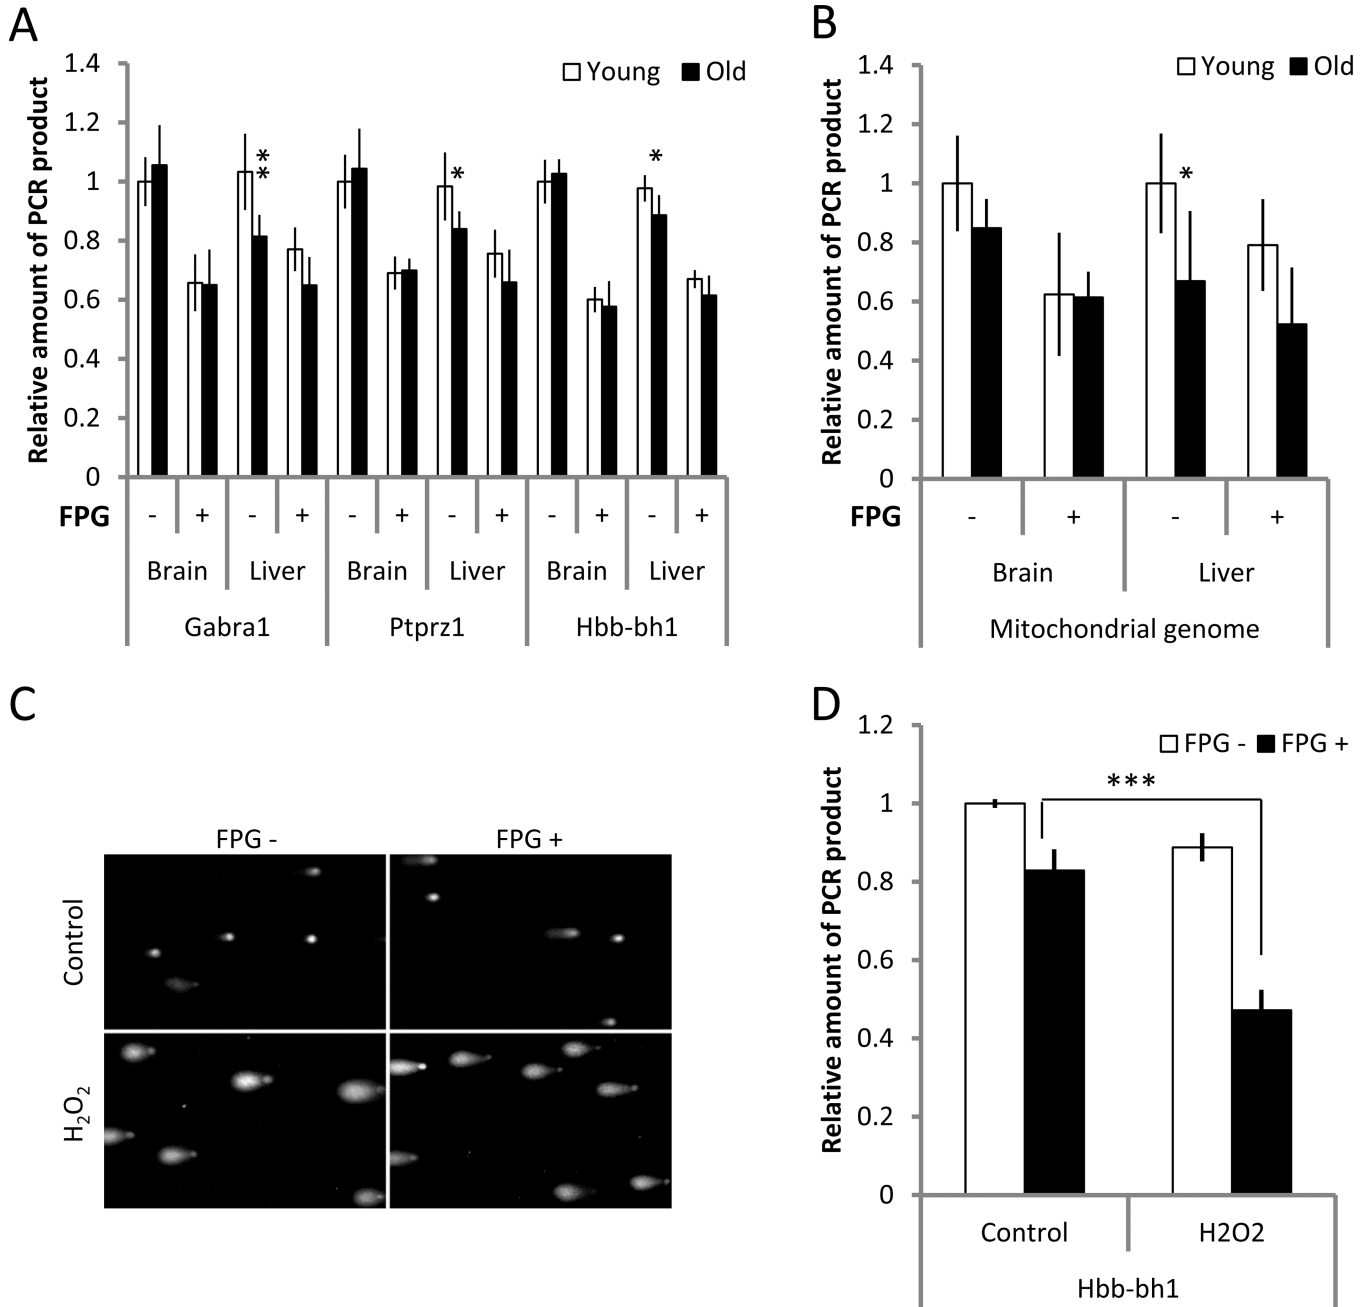 A
Relative amount of PCR product
1.4
1.2
1
0.8
0.6
0.4
0.2
0
Young Old
*
*
*
*
FPG - + - + - + - + - + - +
Brain Liver Brain Liver Brain Liver
Gabra1 Ptprz1 Hbb-bh1
B
Relative amount of PCR product
1.4
1.2
1
0.8
0.6
0.4
0.2
0
Young Old
*
FPG - + - +
Brain Liver
Mitochondrial genome
C
FPG - FPG +
Control
H2O2
D
Relative amount of PCR product
1.2
1
0.8
0.6
0.4
0.2
0
FPG - FPG +
***
Control H2O2
Hbb-bh1